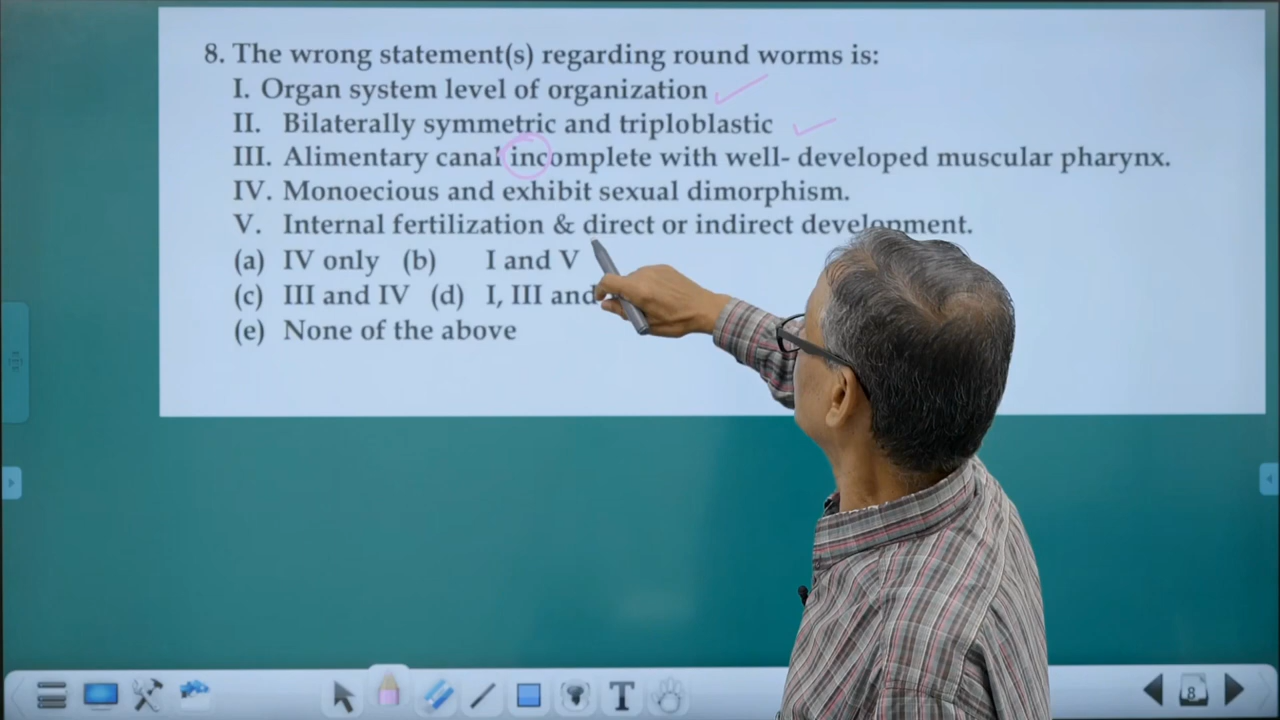 8. The wrong statement(s) regarding round worms is:
I. Organ system level of organization
II. Bilaterally symmetric and triploblastic
III. Alimentary canal incomplete with well- developed muscular pharynx.
IV. Monoecious and exhibit sexual dimorphism.
V. Internal fertilization & direct or indirect development.
(a) IV only (b) I and V
(c) III and IV (d) I, III and
(e) None of the above
T
8